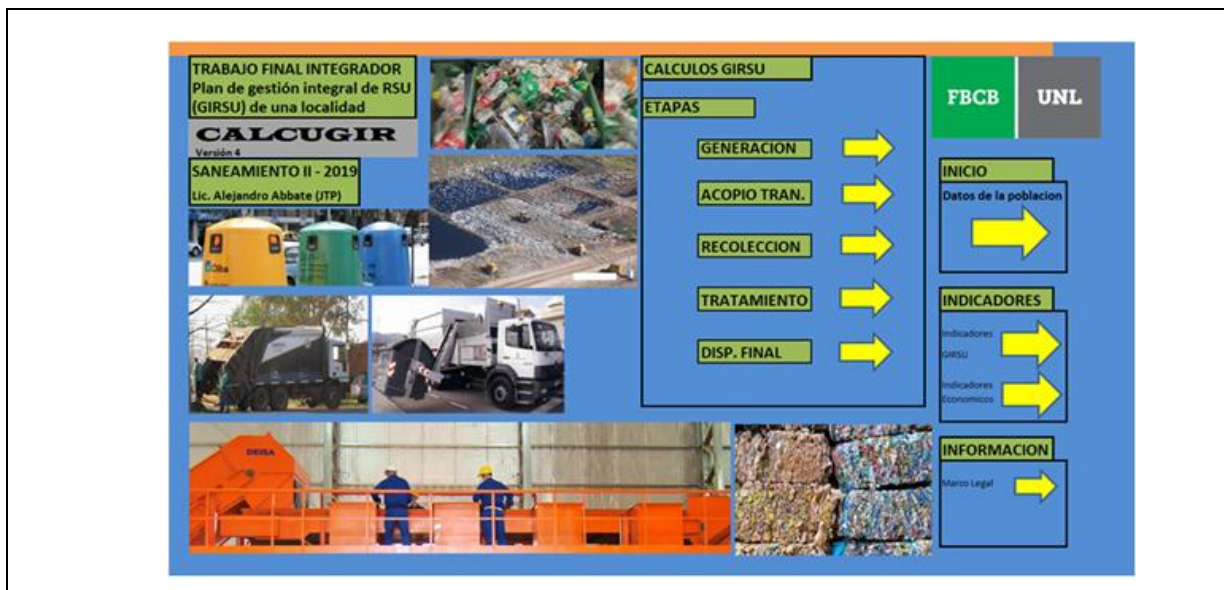 TRABAJO FINAL INTEGRADOR
Plan de gestión integral de RSU
(GIRSU) de una localidad
CALCUGIR
Versión 4
SANEAMIENTO II - 2019
Lic. Alejandro Abbate (JTP)
CALCULOS GIRSU
ETAPAS
GENERACION
ACOPIO TRAN.
RECOLECCION
TRATAMIENTO
DISP. FINAL
FBCB UNL
INICIO
Datos de la poblacion
INDICADORES
Indicadores
GIRSU
Indicadores
Economicos
INFORMACION
Marco Legal
DEISA